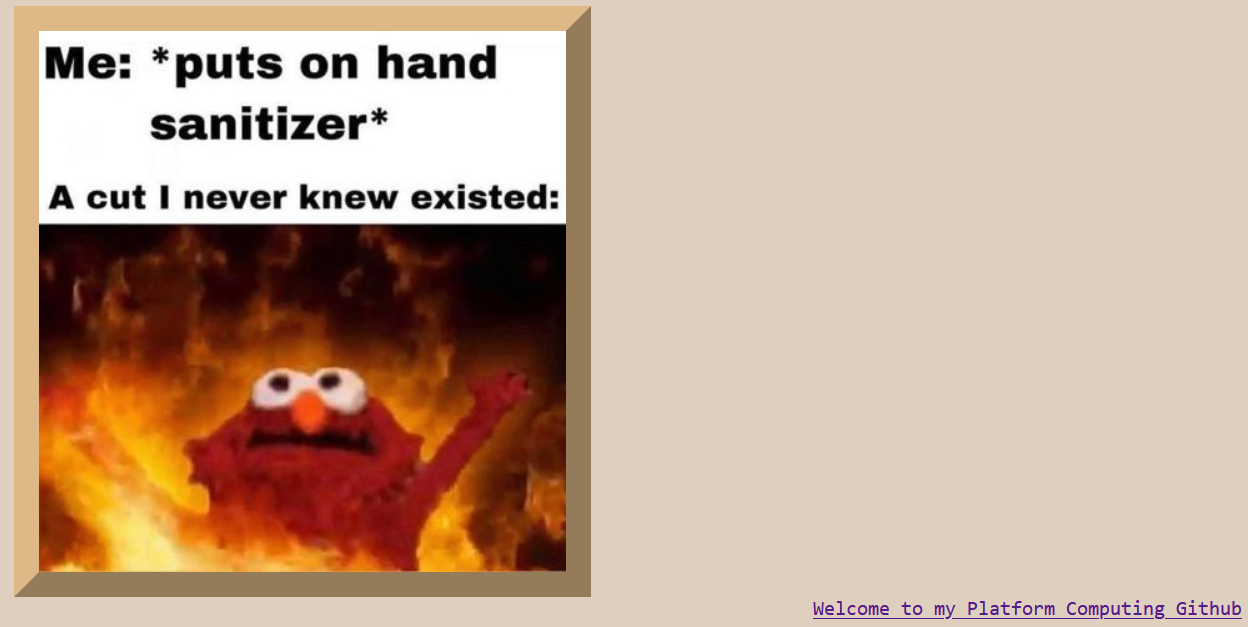 Me: *puts on hand
sanitizer*
A cut I never knew existed:
Welcome to my Platform Computing Github